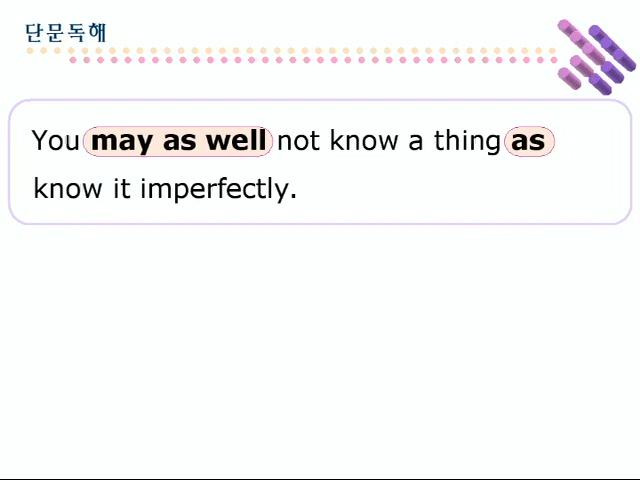 단문독해
You may as well not know a thing as
know it imperfectly.